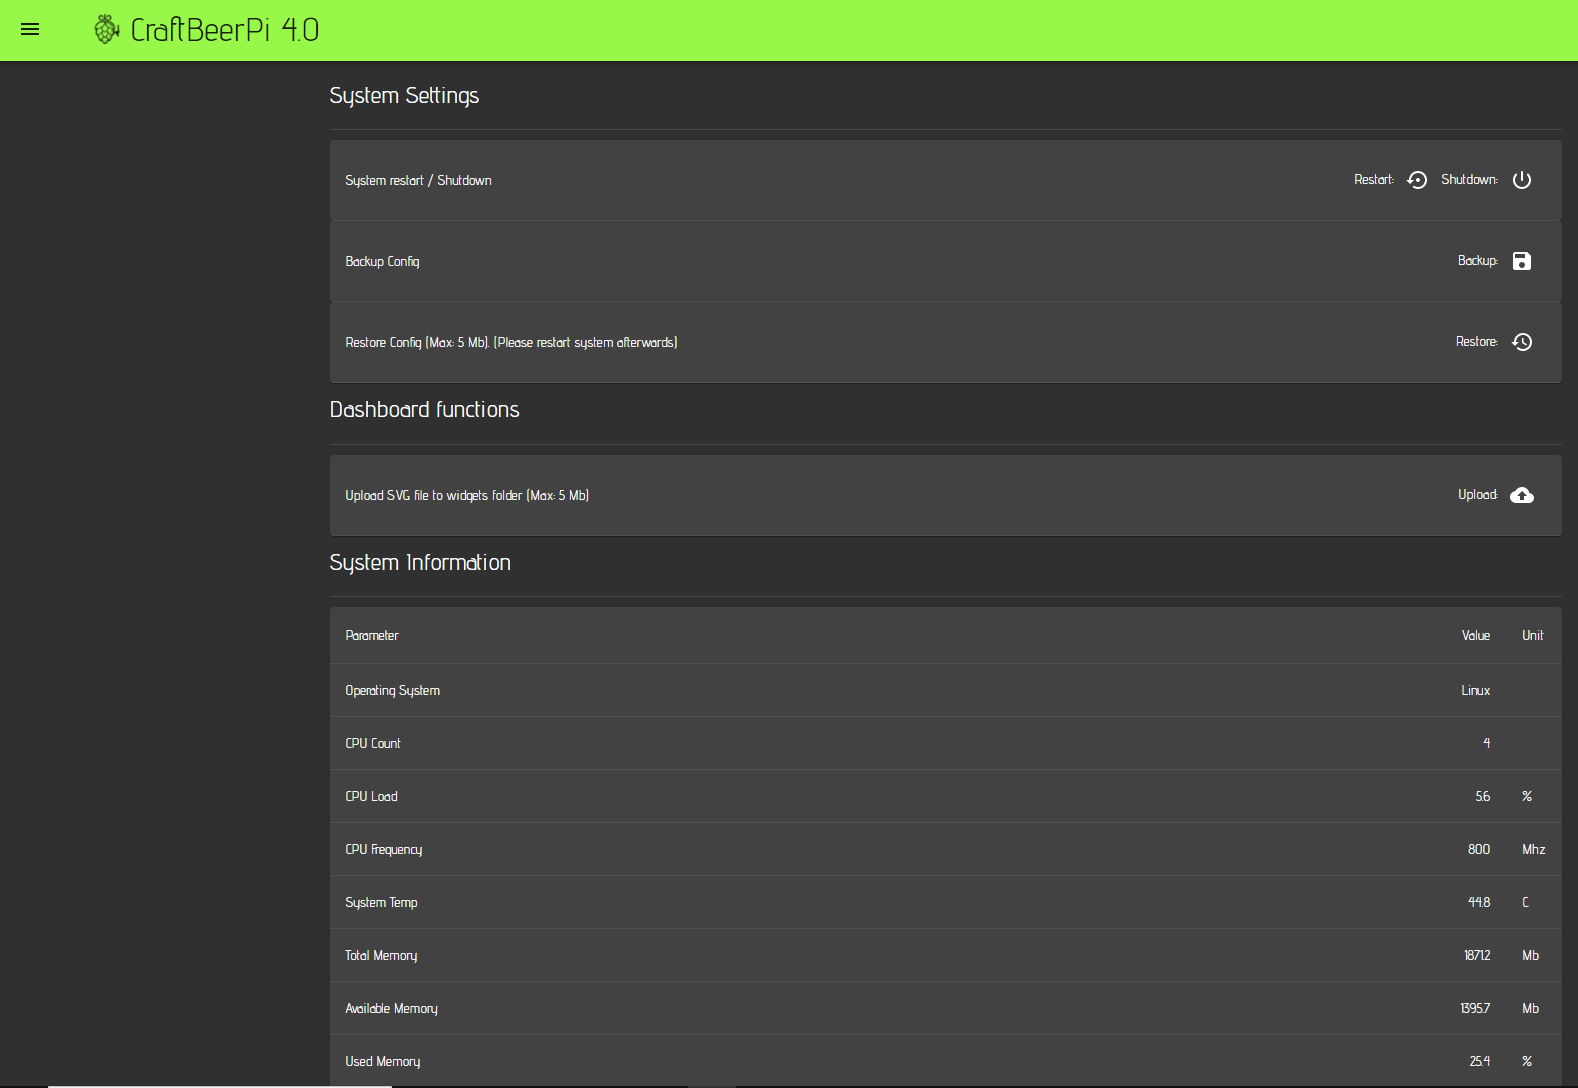 CraftBeerPi 4.0
System Settings
System restart / Shutdown Restart: Shutdown:
Backup Config Backup:
Restore Config (Max: 5 Mb). (Please restart system afterwards) Restore:
Dashboard functions
Upload SVG file to widgets folder (Max: 5 Mb) Upload:
System Information
Parameter Value Unit
Operating System Linux
CPU Count 4
CPU Load 5.6 %
CPU Frequency 800 Mhz
System Temp 44.8 C
Total Memory 1871.2 Mb
Available Memory 1395.7 Mb
Used Memory 25.4 %